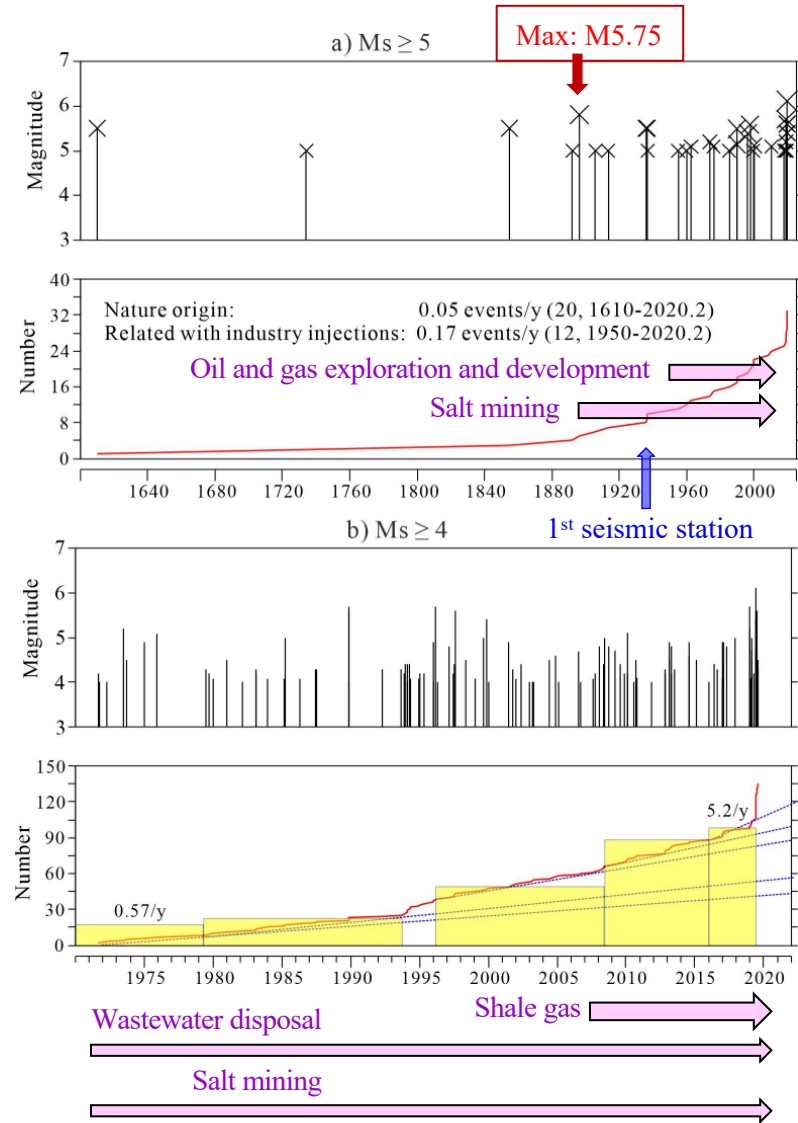 a) Ms ≥ 5
Max: M5.75
7
6
5
4
3
Magnitude
40
32
24
16
8
0
Number
Nature origin: 0.05 events/y (20, 1610-2020.2)
Related with industry injections: 0.17 events/y (12, 1950-2020.2)
Oil and gas exploration and development
Salt mining
1640 1680 1720 1760 1800 1840 1880 1920 1960 2000
1st seismic station
b) Ms ≥ 4
7
6
5
4
3
Magnitude
150
120
90
60
30
0
Number
5.2/y
0.57/y
1975 1980 1985 1990 1995 2000 2005 2010 2015 2020
Shale gas
Wastewater disposal
Salt mining